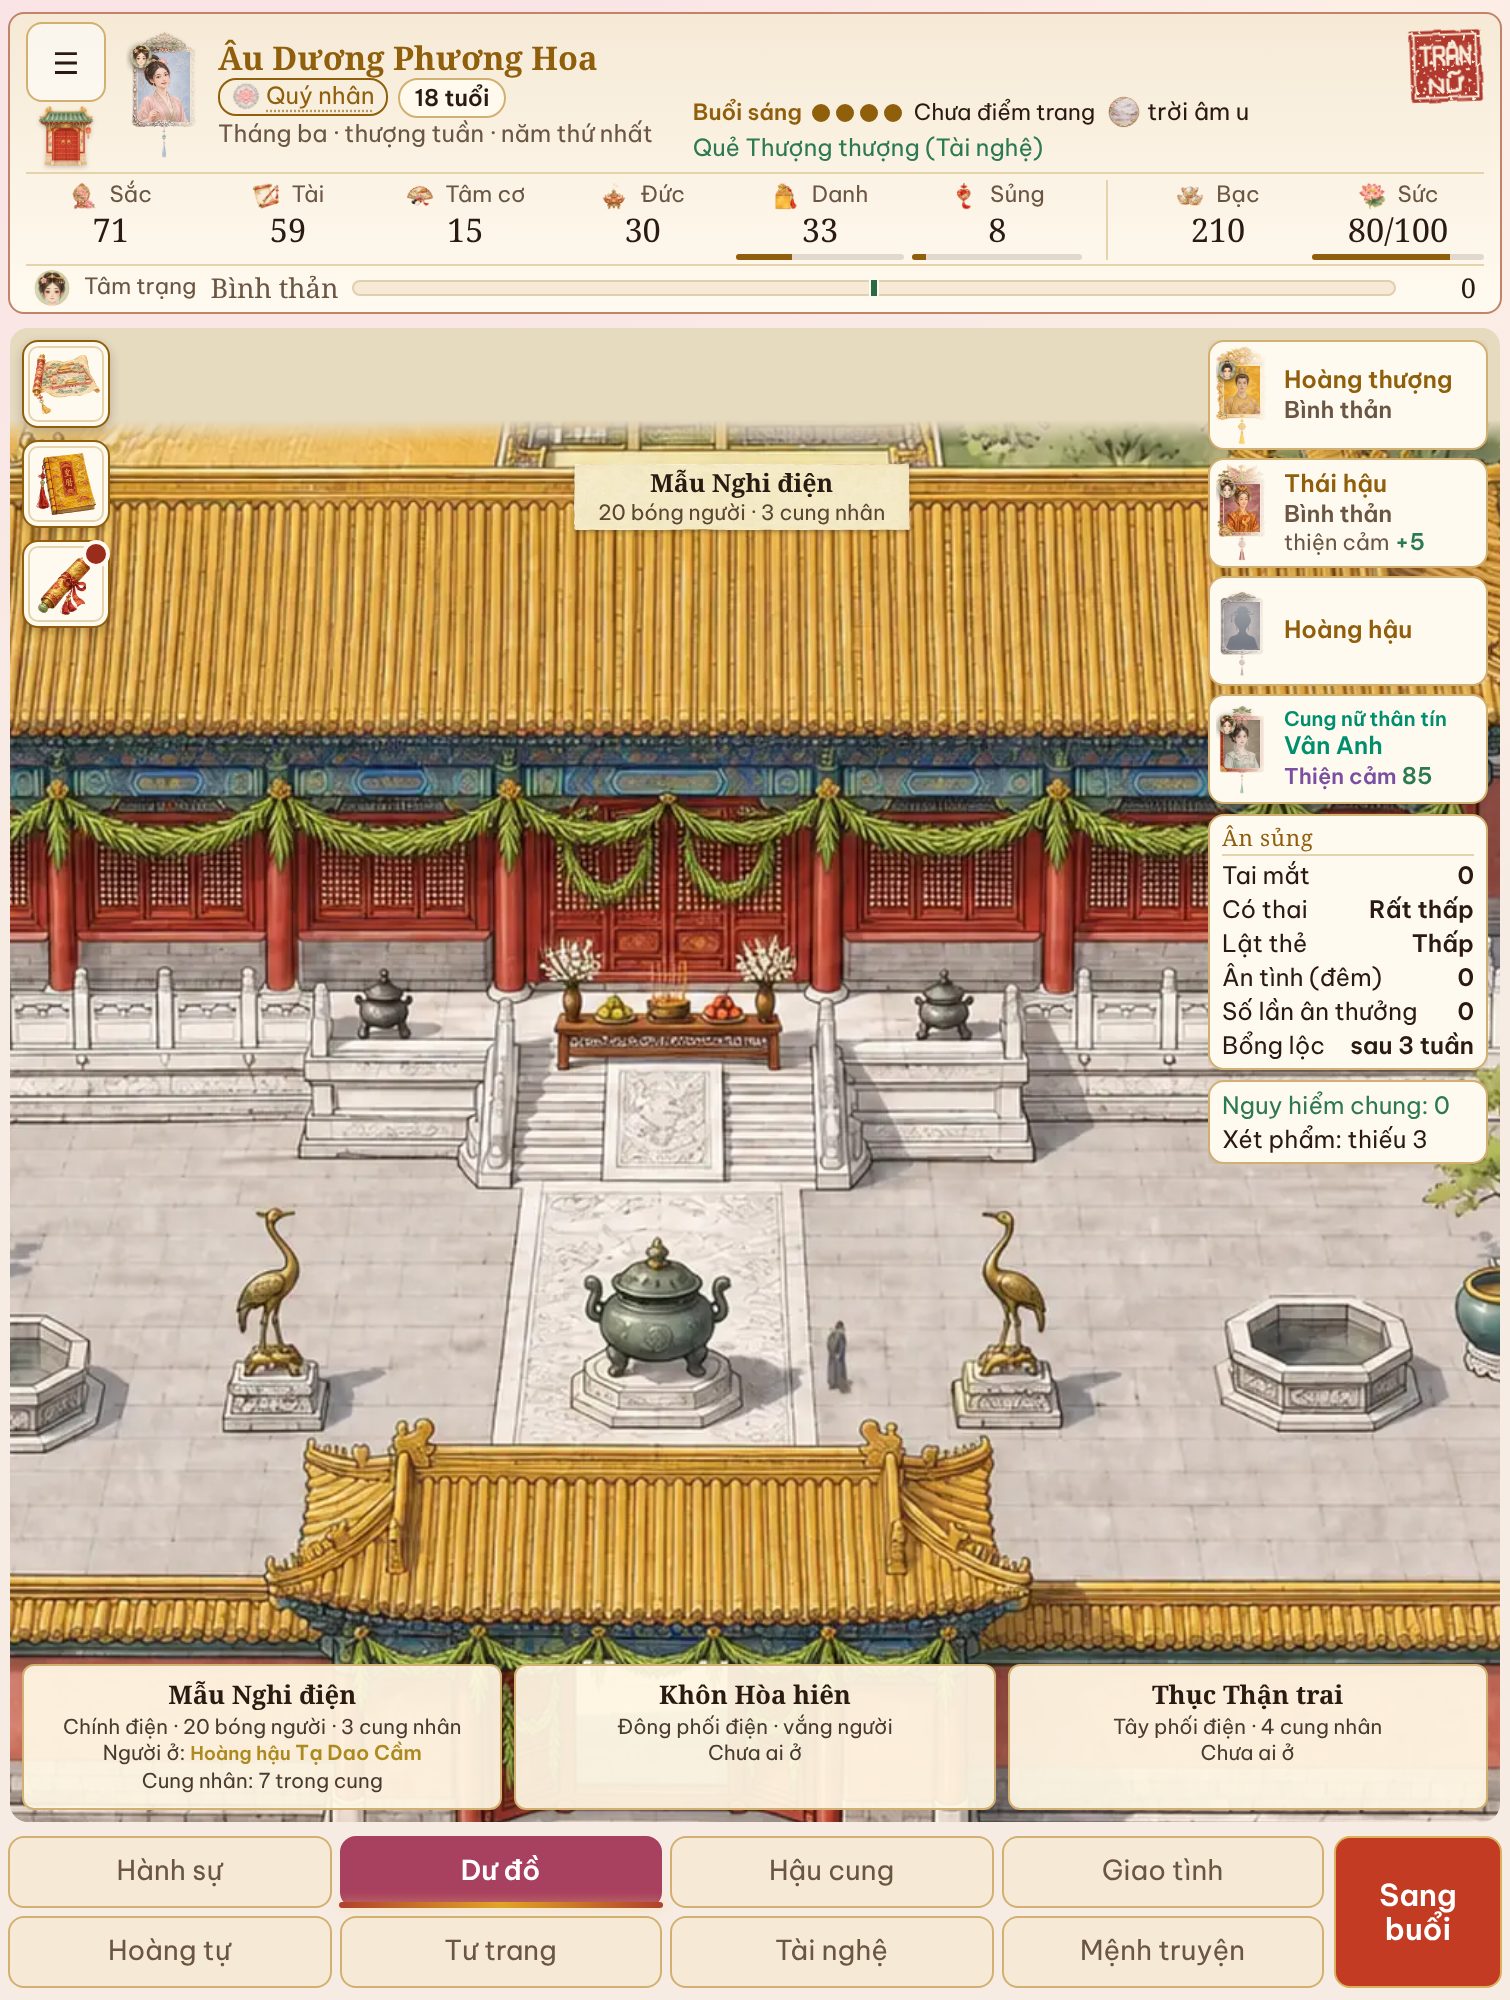 ☰
Âu Dương Phương Hoa
Quý nhân
18 tuổi
Tháng ba · thượng tuần · năm thứ nhất
Buổi sáng
Chưa điểm trang
trời âm u
Quẻ Thượng thượng (Tài nghệ)
TRÂN
NỮ
Sắc
71
Tài
59
Tâm cơ
15
Đức
30
Danh
33
Sủng
8
Bạc
210
Sức
80/100
Tâm trạng Bình thản
0
Mẫu Nghi điện
20 bóng người · 3 cung nhân
Hoàng thượng
Bình thản
Thái hậu
Bình thản
thiện cảm +5
Hoàng hậu
Cung nữ thân tín
Vân Anh
Thiện cảm 85
Ân sủng
Tai mắt 0
Có thai Rất thấp
Lật thẻ Thấp
Ân tình (đêm) 0
Số lần ân thưởng 0
Bổng lộc sau 3 tuần
Nguy hiểm chung: 0
Xét phẩm: thiếu 3
Mẫu Nghi điện
Chính điện · 20 bóng người · 3 cung nhân
Người ở: Hoàng hậu Tạ Dao Cầm
Cung nhân: 7 trong cung
Khôn Hòa hiên
Đông phối điện · vắng người
Chưa ai ở
Thục Thận trai
Tây phối điện · 4 cung nhân
Chưa ai ở
Hành sự
Dư đồ
Hậu cung
Giao tình
Hoàng tự
Tư trang
Tài nghệ
Mệnh truyện
Sang
buổi